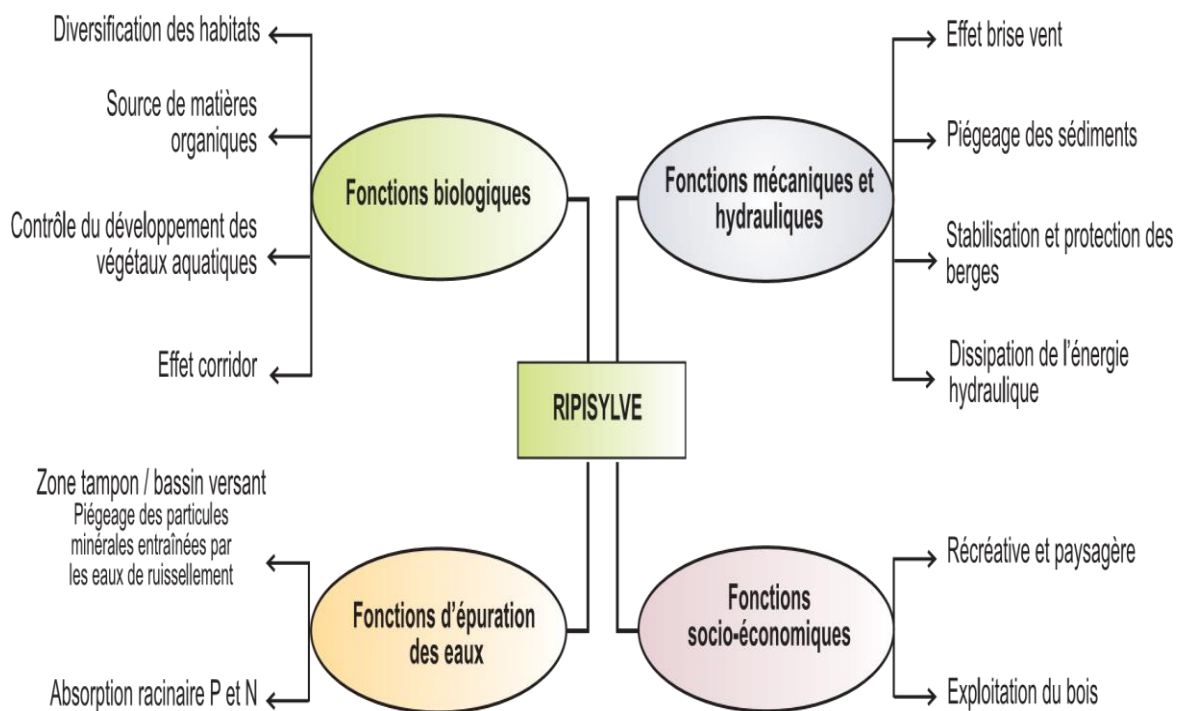 Diversification des habitats
Source de matières
organiques
Contrôle du développement des
végétaux aquatiques
Effet corridor
Fonctions biologiques
Fonctions mécaniques et
hydrauliques
Effet brise vent
Piégeage des sédiments
Stabilisation et protection des
berges
Dissipation de l'énergie
hydraulique
RIPISYLVE
Zone tampon / bassin versant
Piégeage des particules
minérales entraînées par
les eaux de ruissellement
Absorption racinaire P et N
Fonctions d'épuration
des eaux
Fonctions
socio-économiques
Récréative et paysagère
Exploitation du bois